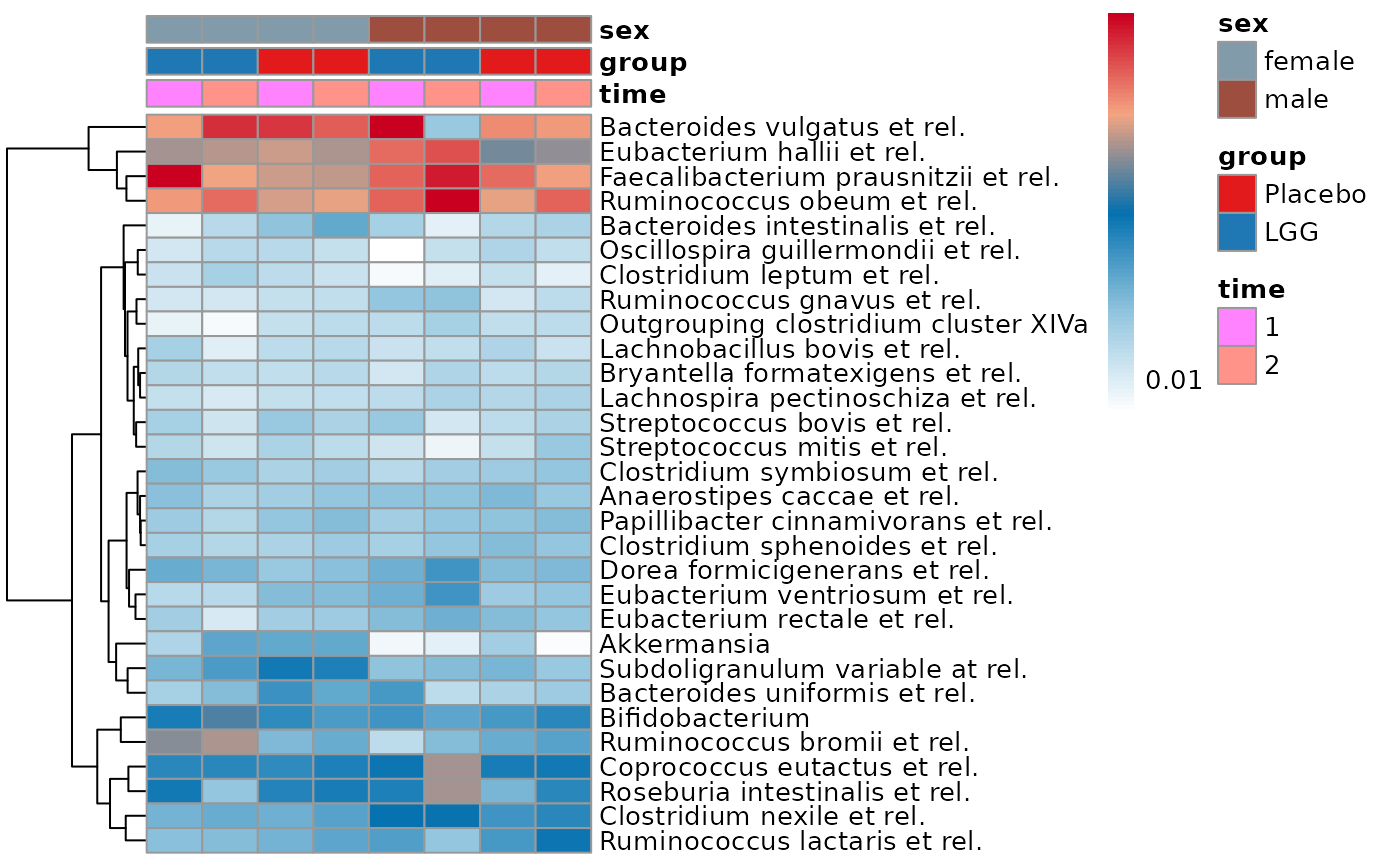 sex
group
time
Bacteroides vulgatus et rel.
Eubacterium hallii et rel.
Faecalibacterium prausnitzii et rel.
Ruminococcus obeum et rel.
Bacteroides intestinalis et rel.
Oscillospira guillermondii et rel.
Clostridium leptum et rel.
Ruminococcus gnavus et rel.
Outgrouping clostridium cluster XIVa
Lachnobacillus bovis et rel.
Bryantella formatexigens et rel.
Lachnospira pectinoschiza et rel.
Streptococcus bovis et rel.
Streptococcus mitis et rel.
Clostridium symbiosum et rel.
Anaerostipes caccae et rel.
Papillibacter cinnamivorans et rel.
Clostridium sphenoides et rel.
Dorea formicigenerans et rel.
Eubacterium ventriosum et rel.
Eubacterium rectale et rel.
Akkermansia
Subdoligranulum variable at rel.
Bacteroides uniformis et rel.
Bifidobacterium
Ruminococcus bromii et rel.
Coprococcus eutactus et rel.
Roseburia intestinalis et rel.
Clostridium nexile et rel.
Ruminococcus lactaris et rel.
0.01
sex
female
male
group
Placebo
LGG
time
1
2